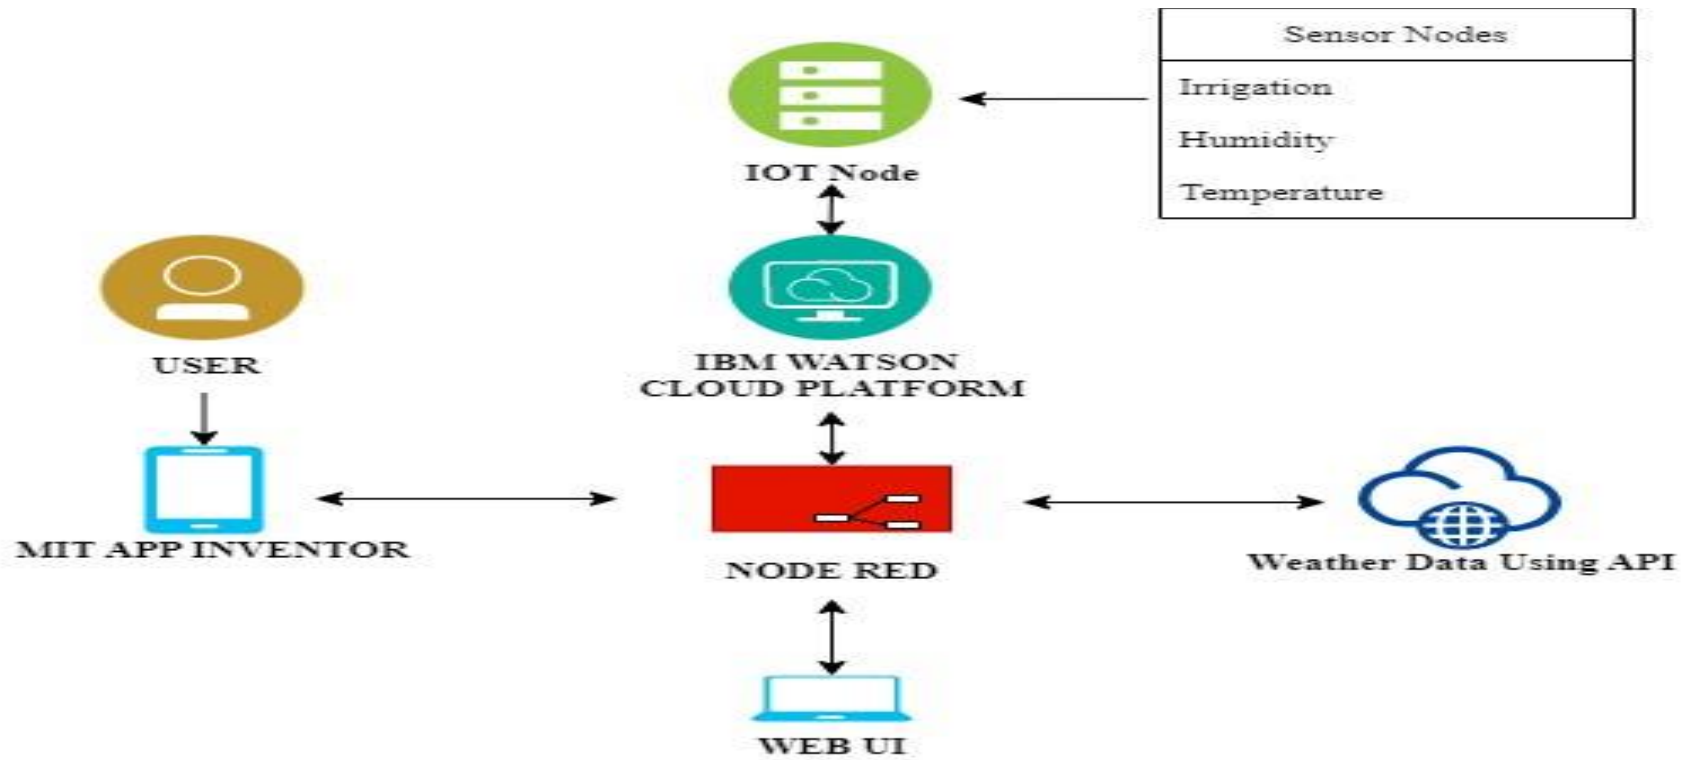 Sensor Nodes
Irrigation
Humidity
Temperature
IOT Node
USER
IBM WATSON
CLOUD PLATFORM
MIT APP INVENTOR
NODE RED
Weather Data Using API
WEB UI